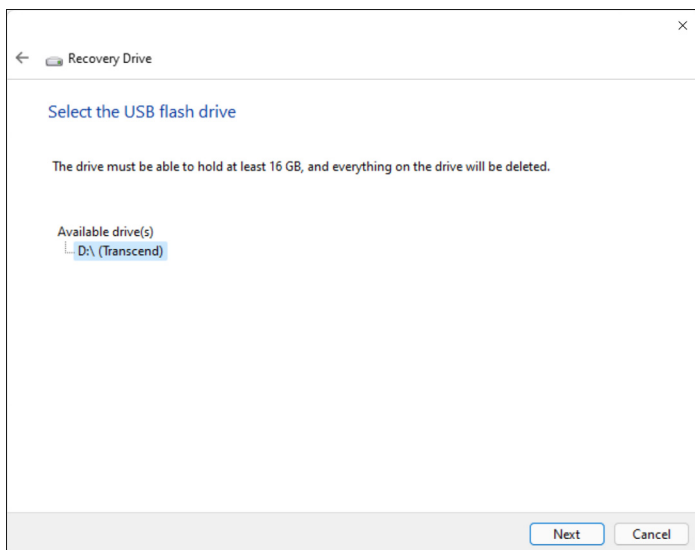 Recovery Drive
Select the USB flash drive
The drive must be able to hold at least 16 GB, and everything on the drive will be deleted.
Available drive(s)
D:\ (Transcend)
Next Cancel